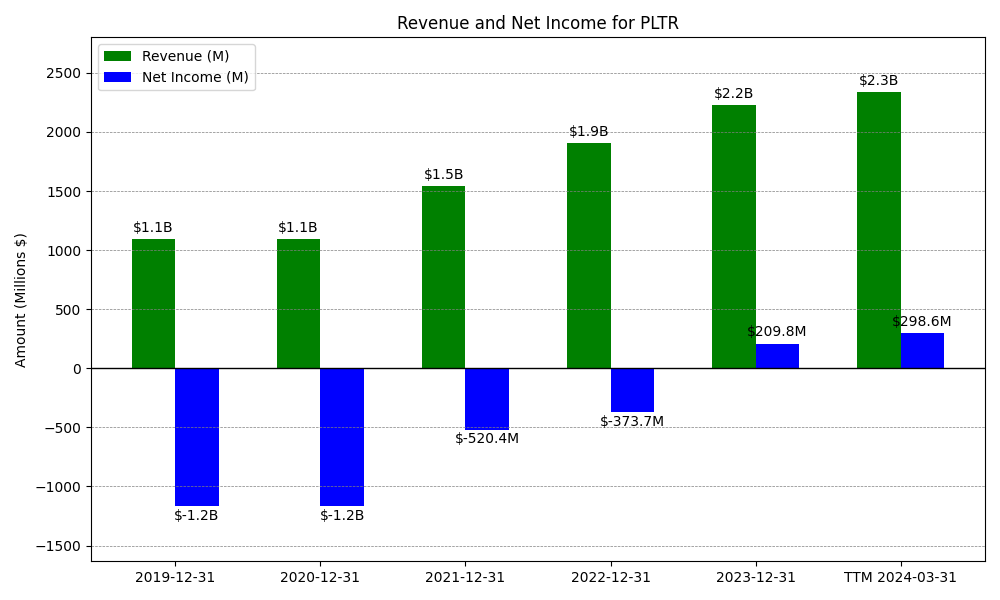 Revenue and Net Income for PLTR
Revenue (M)
Net Income (M)
Amount (Millions $)
2500
2000
1500
1000
500
0
−500
−1000
−1500
$1.1B
$1.1B
$1.5B
$1.9B
$2.2B
$2.3B
$-1.2B
$-1.2B
$-520.4M
$-373.7M
$209.8M
$298.6M
2019-12-31
2020-12-31
2021-12-31
2022-12-31
2023-12-31
TTM 2024-03-31